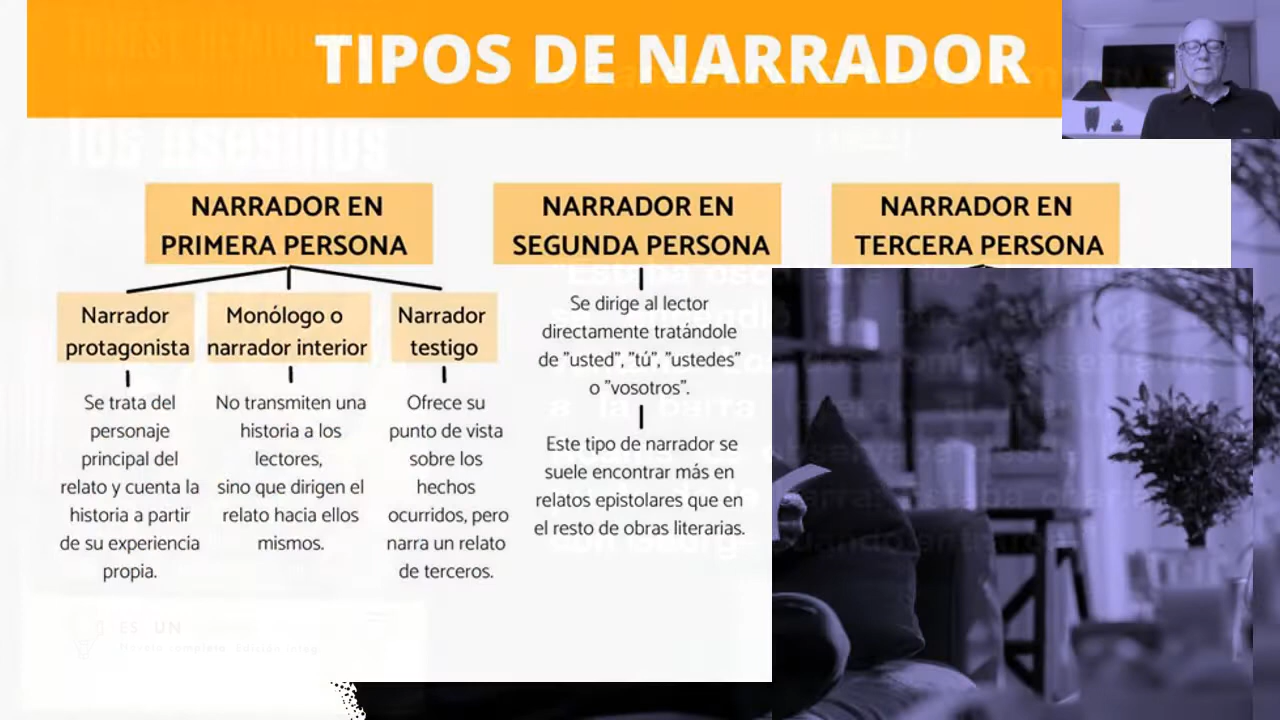 TIPOS DE NARRADOR
los asesinos
NARRADOR EN
PRIMERA PERSONA
Narrador
protagonista
Se trata del
personaje
principal del
relato y cuenta la
historia a partir
de su experiencia
propia.
Monólogo o
narrador interior
No transmiten una
historia a los
lectores,
sino que dirigen el
relato hacia ellos
mismos.
Narrador
testigo
Ofrece su
punto de vista
sobre los
hechos
ocurridos, pero
narra un relato
de terceros.
NARRADOR EN
SEGUNDA PERSONA
Se dirige al lector
directamente tratándole
de "usted", "tú", "ustedes"
o "vosotros".
Este tipo de narrador se
suele encontrar más en
relatos epistolares que en
el resto de obras literarias.
NARRADOR EN
TERCERA PERSONA
ES UN